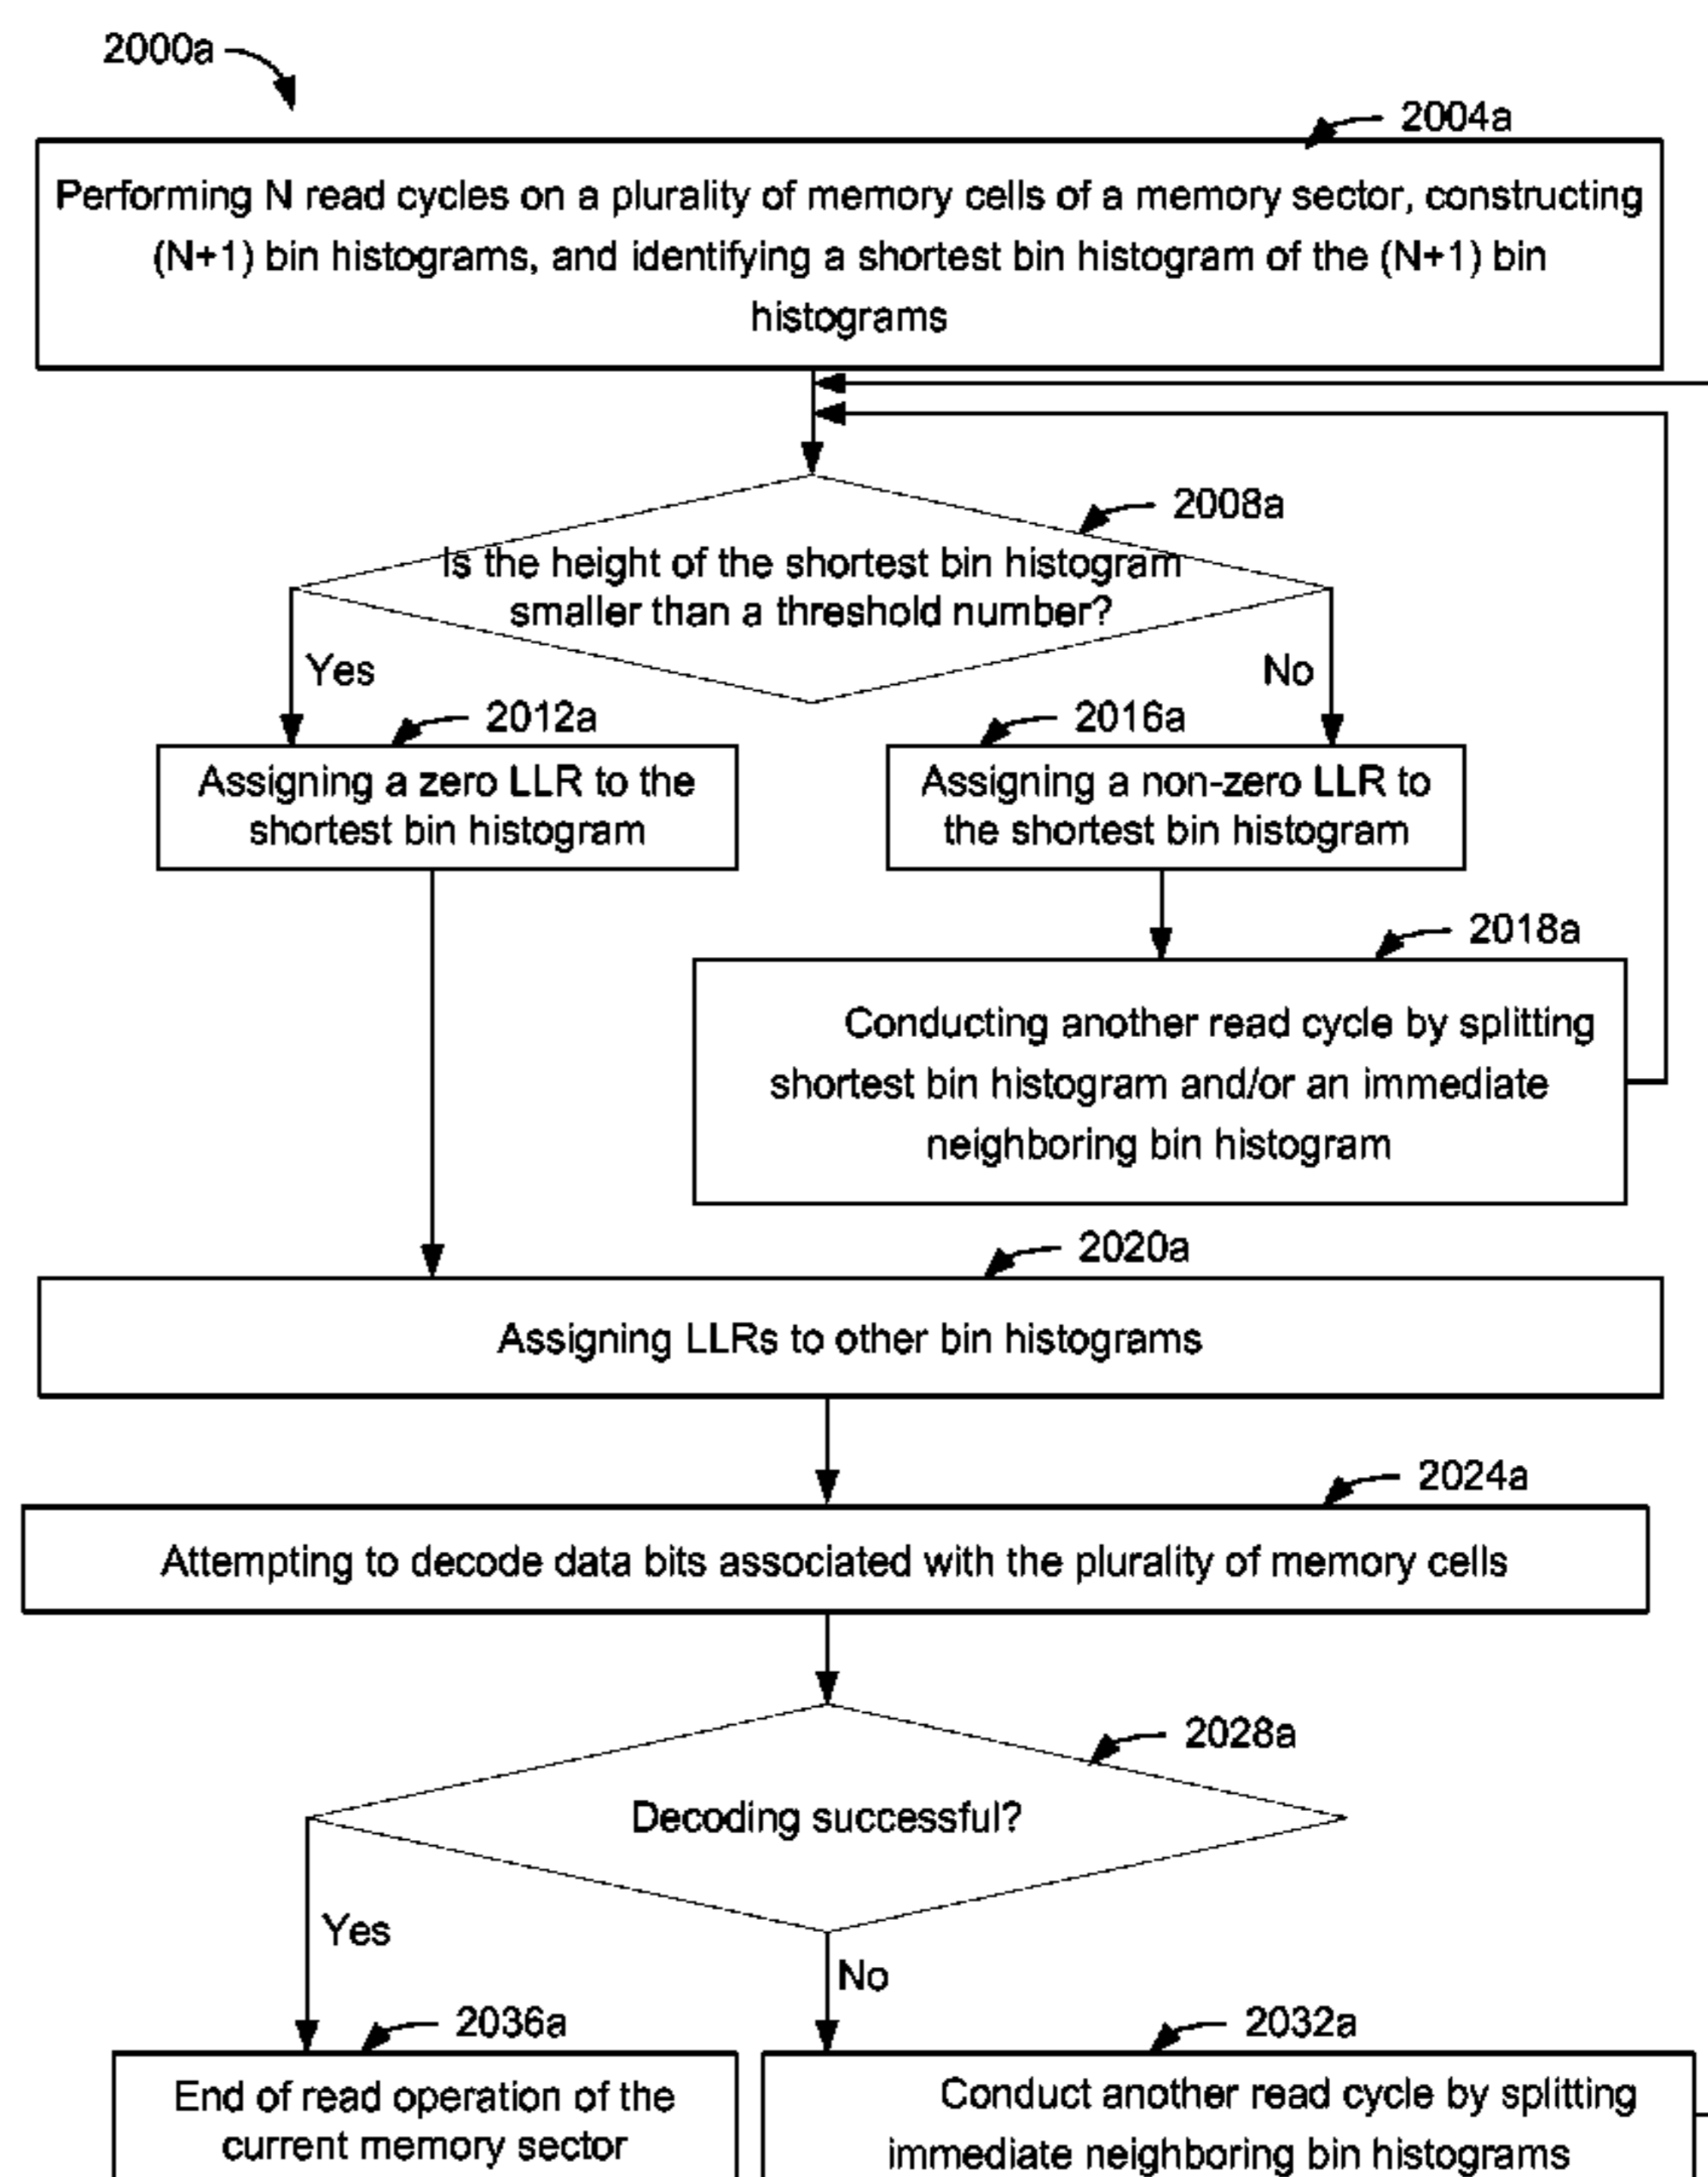 2000a
2004a
Performing N read cycles on a plurality of memory cells of a memory sector, constructing
(N+1) bin histograms, and identifying a shortest bin histogram of the (N+1) bin
histograms
2008a
Is the height of the shortest bin histogram
smaller than a threshold number?
Yes
No
2012a
2016a
Assigning a zero LLR to the
shortest bin histogram
Assigning a non-zero LLR to
the shortest bin histogram
2018a
Conducting another read cycle by splitting
shortest bin histogram and/or an immediate
neighboring bin histogram
2020a
Assigning LLRs to other bin histograms
2024a
Attempting to decode data bits associated with the plurality of memory cells
2028a
Decoding successful?
Yes
No
2036a
2032a
End of read operation of the
current memory sector
Conduct another read cycle by splitting
immediate neighboring bin histograms